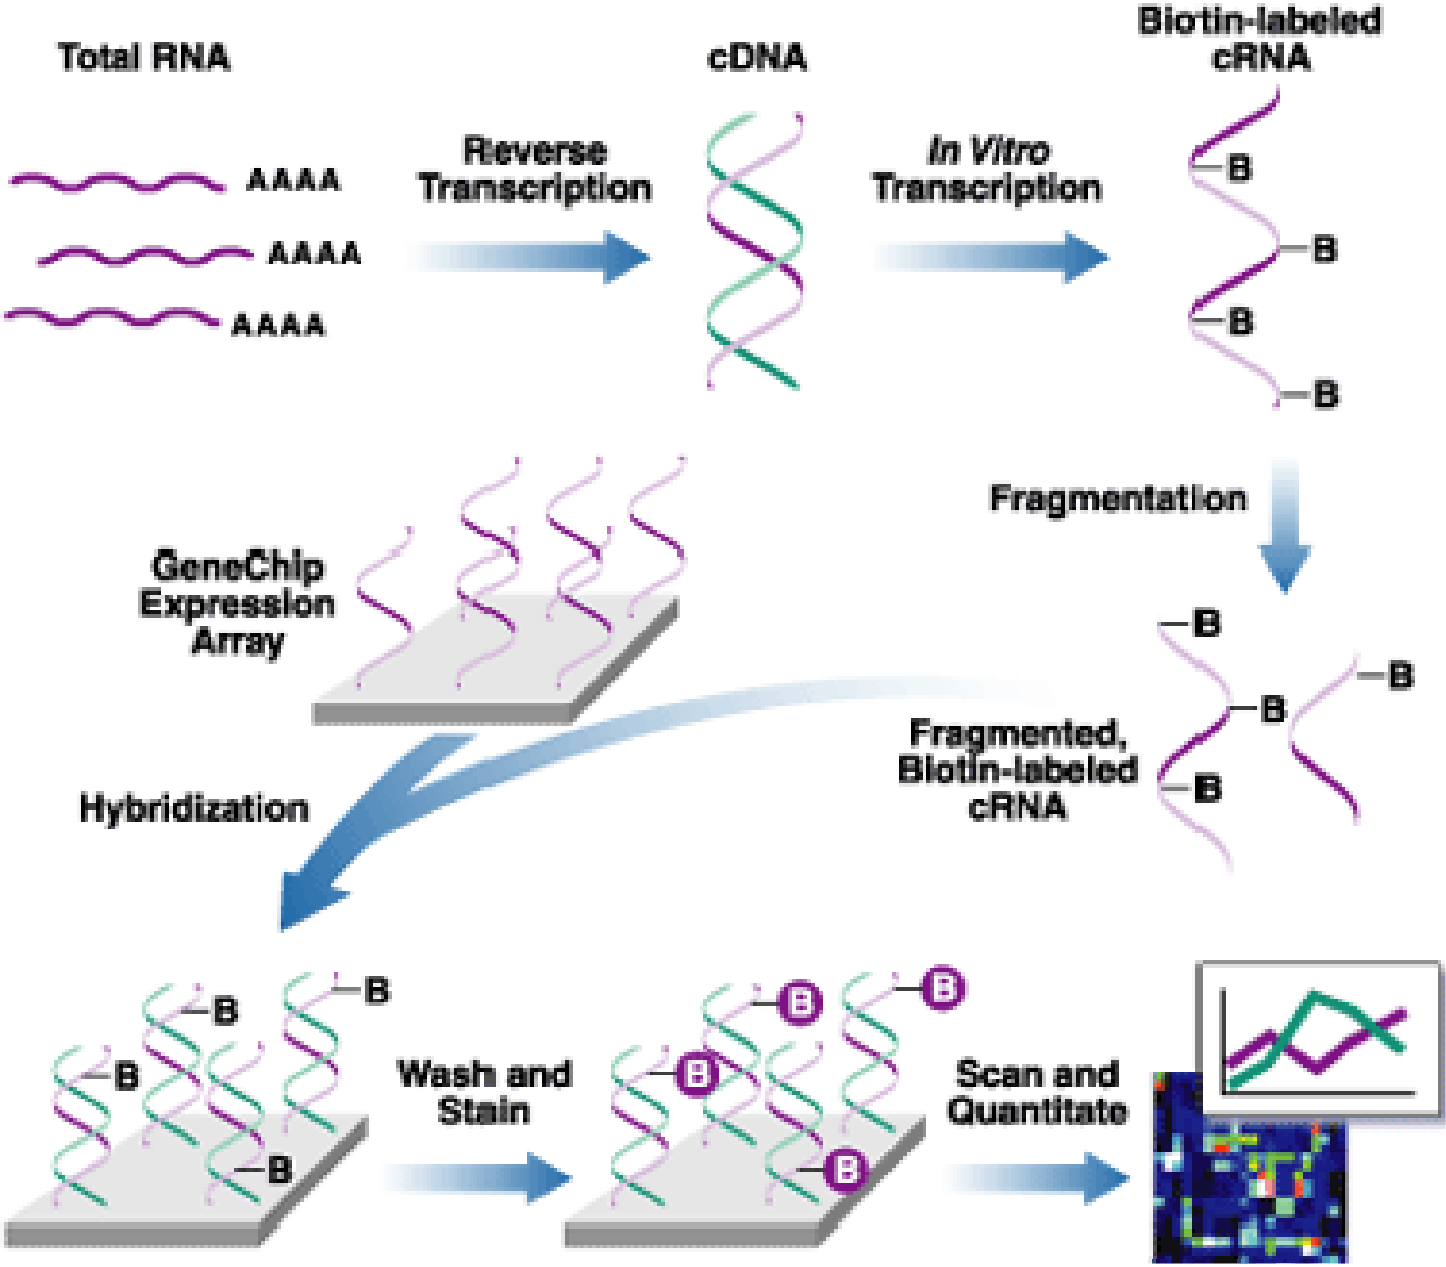 Total RNA
cDNA
Biotin-labeled
cRNA
AAAA
AAAA
AAAA
Reverse
Transcription
In Vitro
Transcription
B
B
B
B
Fragmentation
GeneChip
Expression
Array
B
B
B
B
Fragmented,
Biotin-labeled
cRNA
Hybridization
B
B
B
B
Wash and
Stain
B
B
B
B
Scan and
Quantitate